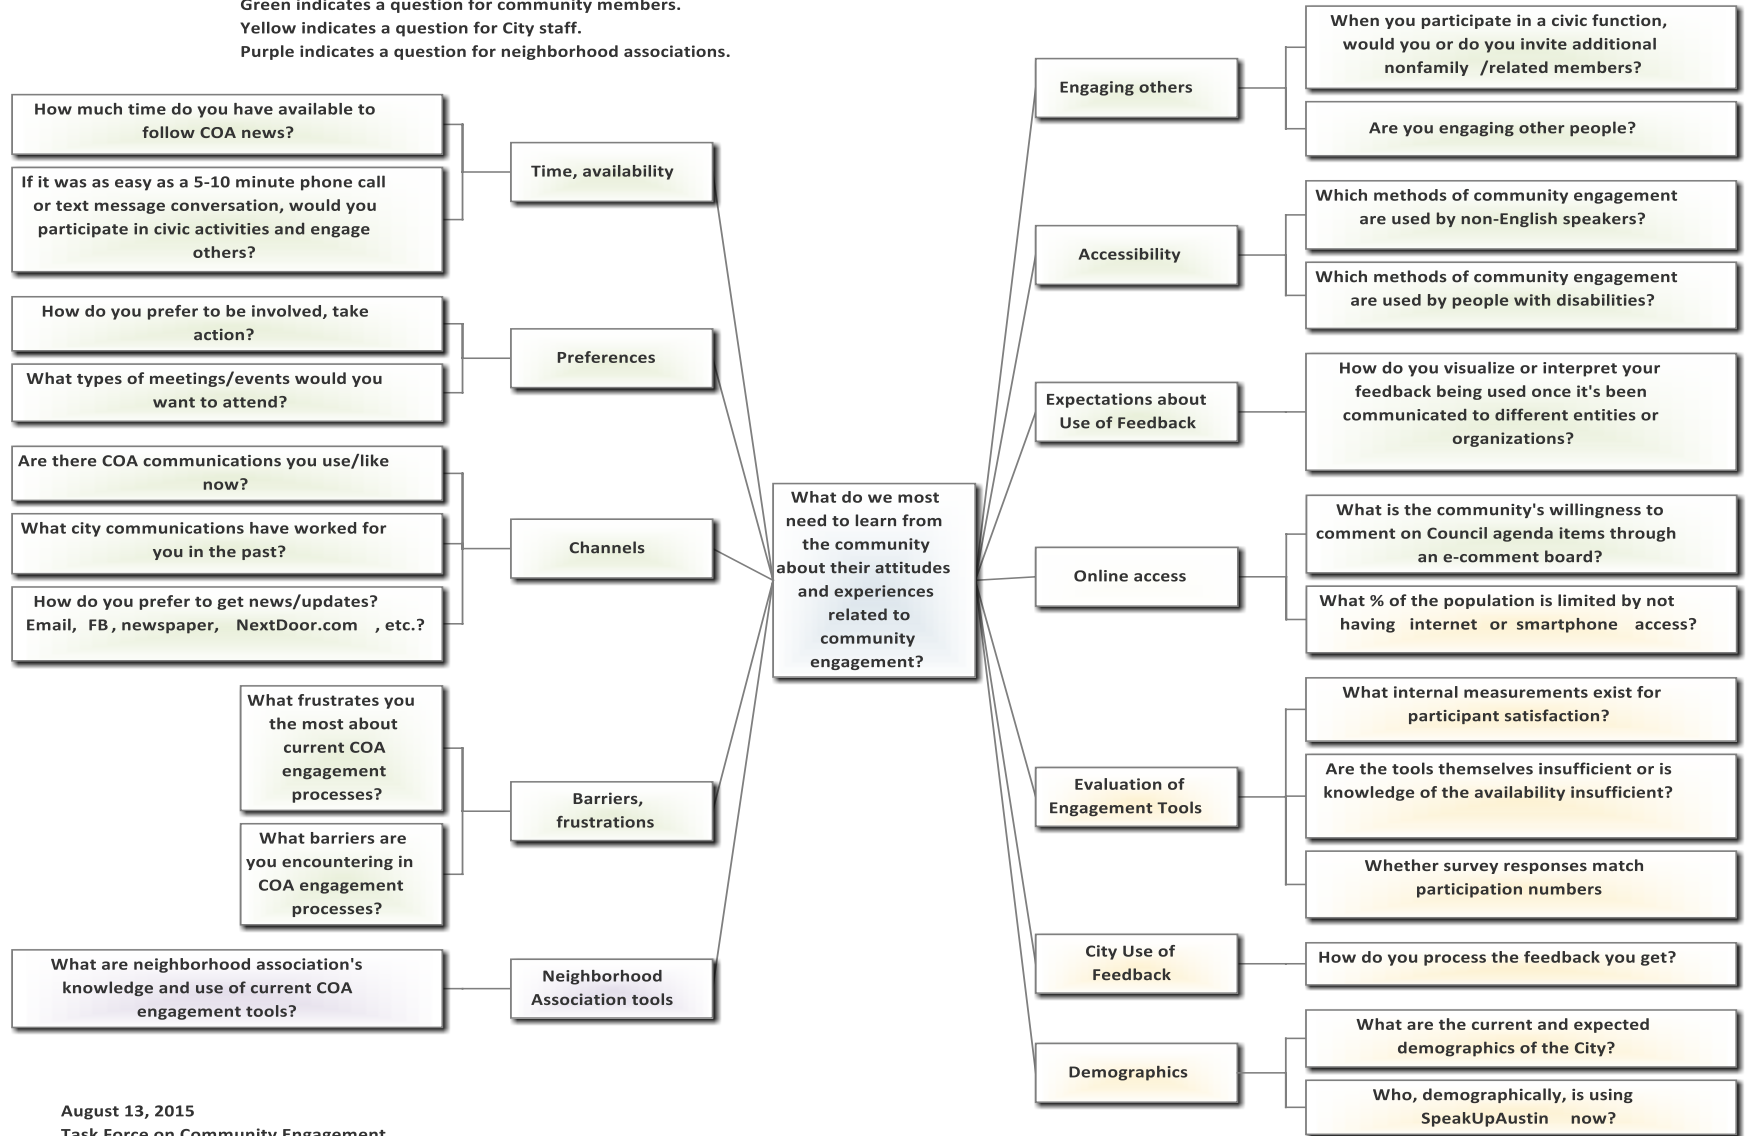 Green indicates a question for community members.
Yellow indicates a question for City staff.
Purple indicates a question for neighborhood associations.
How much time do you have available to
follow COA news?
If it was as easy as a 5-10 minute phone call
or text message conversation, would you
participate in civic activities and engage
others?
Time, availability
How do you prefer to be involved, take
action?
What types of meetings/events would you
want to attend?
Preferences
Are there COA communications you use/like
now?
What city communications have worked for
you in the past?
How do you prefer to get news/updates?
Email, FB, newspaper, NextDoor.com , etc.?
Channels
What frustrates you
the most about
current COA
engagement
processes?
What barriers are
you encountering in
COA engagement
processes?
Barriers,
frustrations
What are neighborhood association's
knowledge and use of current COA
engagement tools?
Neighborhood
Association tools
What do we most
need to learn from
the community
about their attitudes
and experiences
related to
community
engagement?
Engaging others
When you participate in a civic function,
would you or do you invite additional
nonfamily /related members?
Are you engaging other people?
Accessibility
Which methods of community engagement
are used by non-English speakers?
Which methods of community engagement
are used by people with disabilities?
Expectations about
Use of Feedback
How do you visualize or interpret your
feedback being used once it's been
communicated to different entities or
organizations?
Online access
What is the community's willingness to
comment on Council agenda items through
an e-comment board?
What % of the population is limited by not
having internet or smartphone access?
Evaluation of
Engagement Tools
What internal measurements exist for
participant satisfaction?
Are the tools themselves insufficient or is
knowledge of the availability insufficient?
Whether survey responses match
participation numbers
City Use of
Feedback
How do you process the feedback you get?
Demographics
What are the current and expected
demographics of the City?
Who, demographically, is using
SpeakUpAustin now?
August 13, 2015
Task Force on Community Engagement